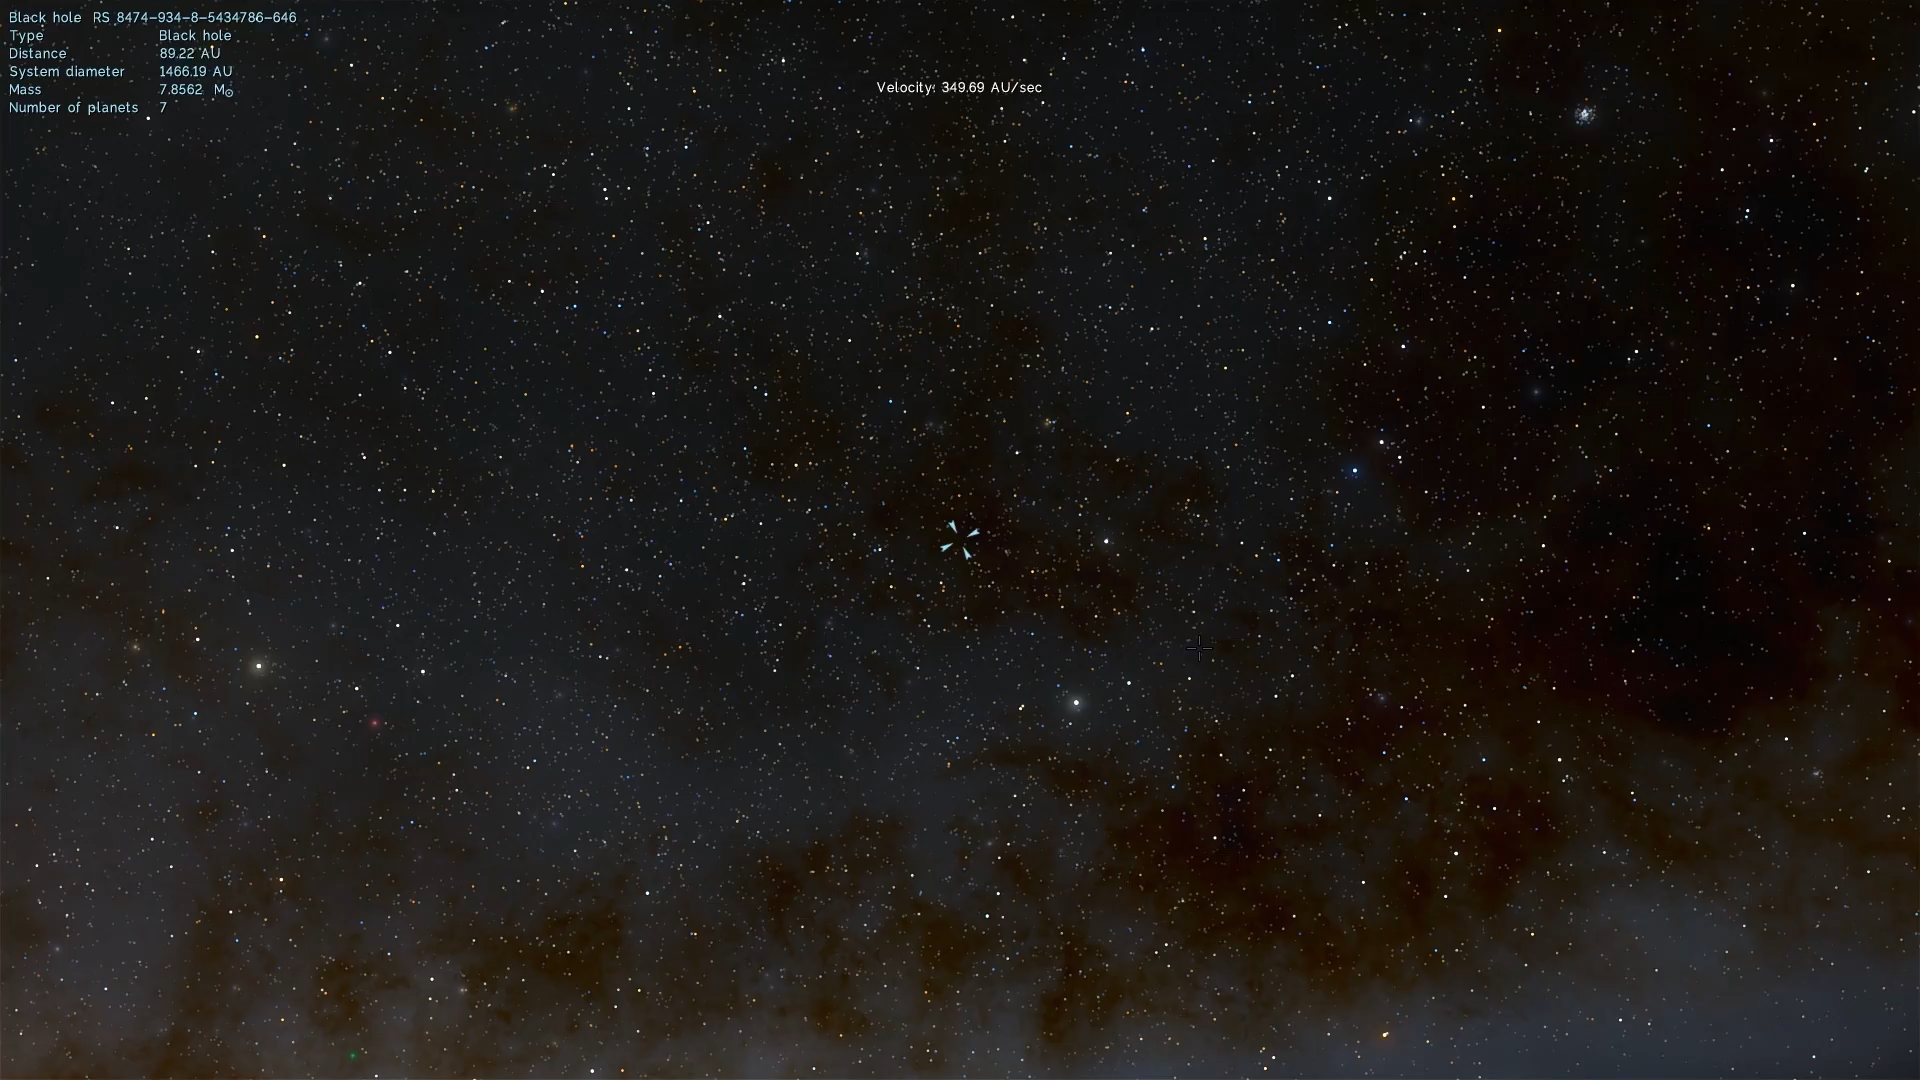 Black hole RS 8474-934-8-5434786-646
Type Black hole
Distance 89.22 AU
System diameter 1466.19 AU
Mass 7.8562 M☉
Number of planets 7
Velocity: 349.69 AU/sec